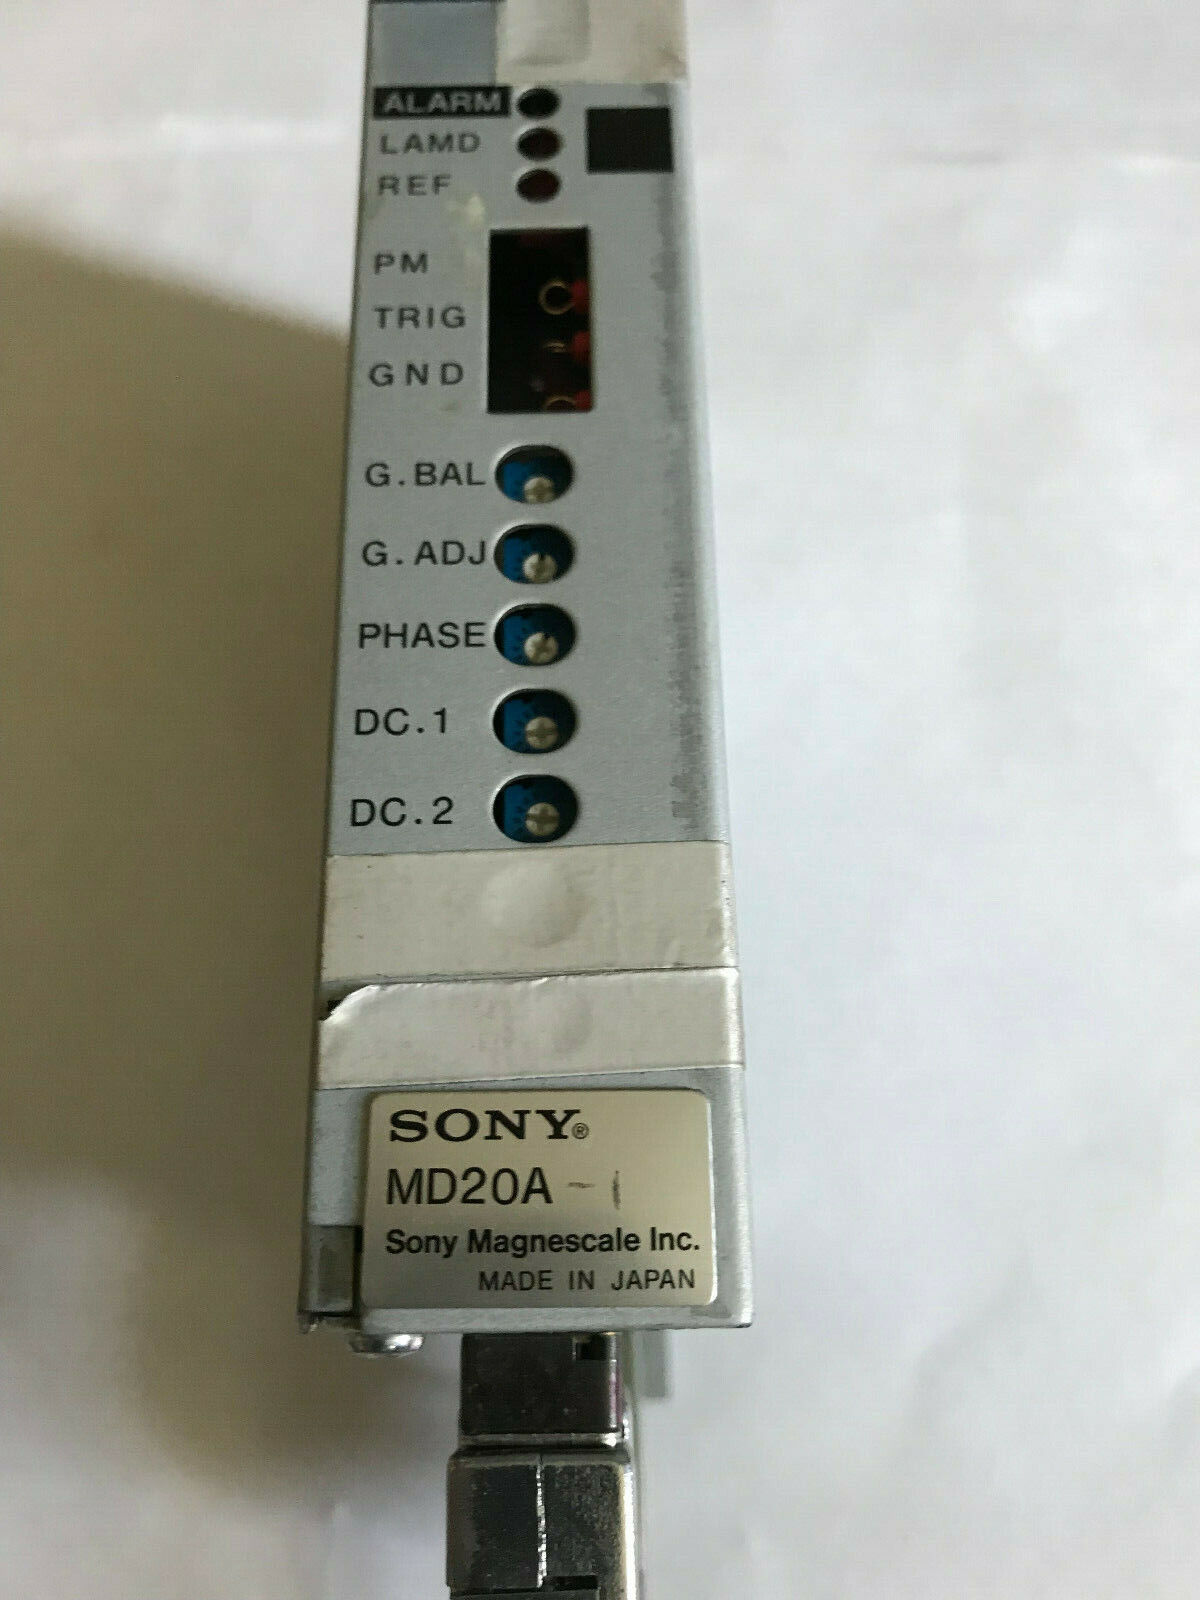 ALARM
LAMD
REF
PM
TRIG
GND
G.BAL
G.ADJ
PHASE
DC.1
DC.2
SONY®
MD20A-1
Sony Magnescale Inc.
MADE IN JAPAN